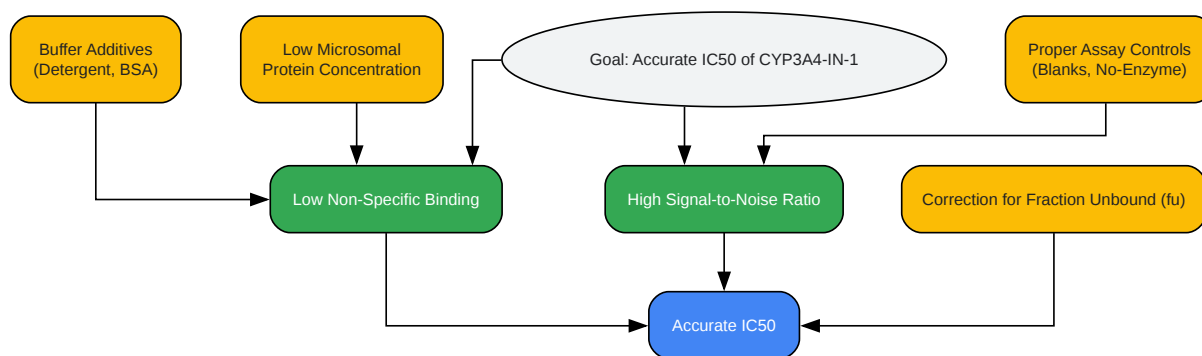 Buffer Additives
(Detergent, BSA)
Low Microsomal
Protein Concentration
Goal: Accurate IC50 of CYP3A4-IN-1
Proper Assay Controls
(Blanks, No-Enzyme)
Low Non-Specific Binding
High Signal-to-Noise Ratio
Correction for Fraction Unbound (fu)
Accurate IC50